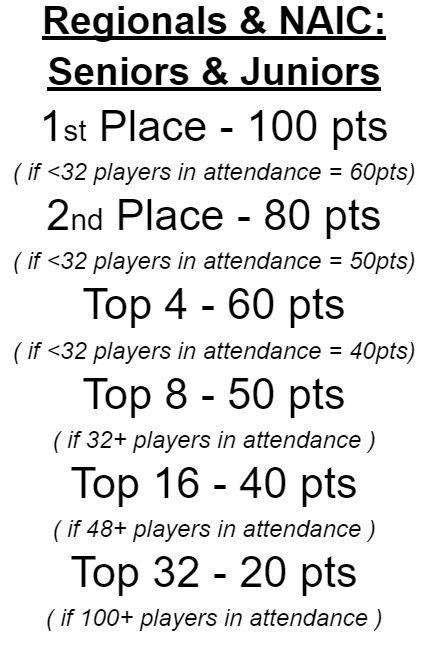 Regionals & NAIC:
Seniors & Juniors
1st Place - 100 pts
( if <32 players in attendance = 60pts)
2nd Place - 80 pts
( if <32 players in attendance = 50pts)
Top 4 - 60 pts
( if <32 players in attendance = 40pts)
Top 8 - 50 pts
( if 32+ players in attendance )
Top 16 - 40 pts
( if 48+ players in attendance )
Top 32 - 20 pts
( if 100+ players in attendance )